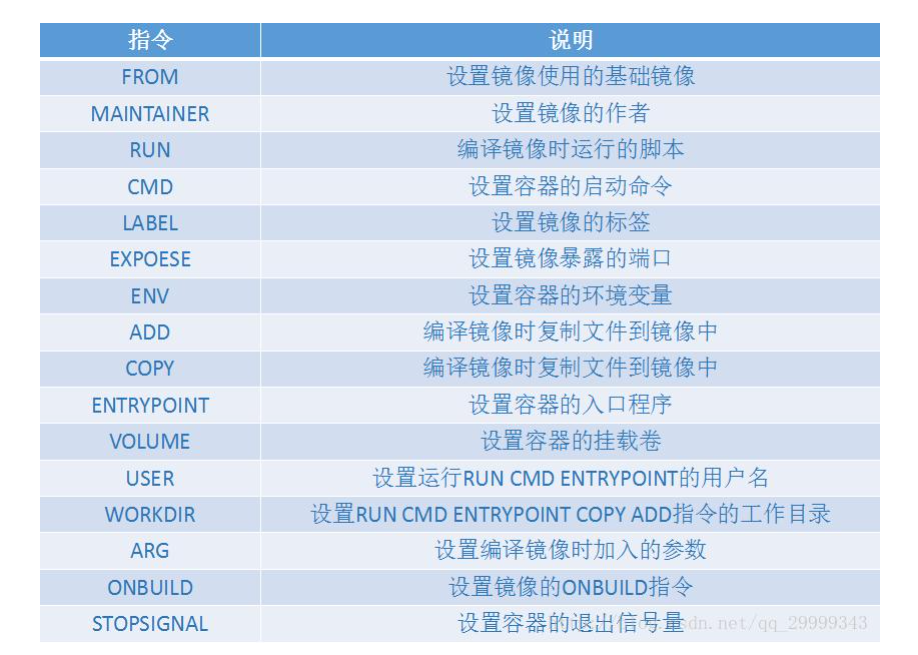 指令 说明
FROM 设置镜像使用的基础镜像
MAINTAINER 设置镜像的作者
RUN 编译镜像时运行的脚本
CMD 设置容器的启动命令
LABEL 设置镜像的标签
EXPOESE 设置镜像暴露的端口
ENV 设置容器的环境变量
ADD 编译镜像时复制文件到镜像中
COPY 编译镜像时复制文件到镜像中
ENTRYPOINT 设置容器的入口程序
VOLUME 设置容器的挂载卷
USER 设置运行RUN CMD ENTRYPOINT的用户名
WORKDIR 设置RUN CMD ENTRYPOINT COPY ADD指令的工作目录
ARG 设置编译镜像时加入的参数
ONBUILD 设置镜像的ONBUILD指令
STOPSIGNAL 设置容器的退出信号量
dn.net/qq_29999343